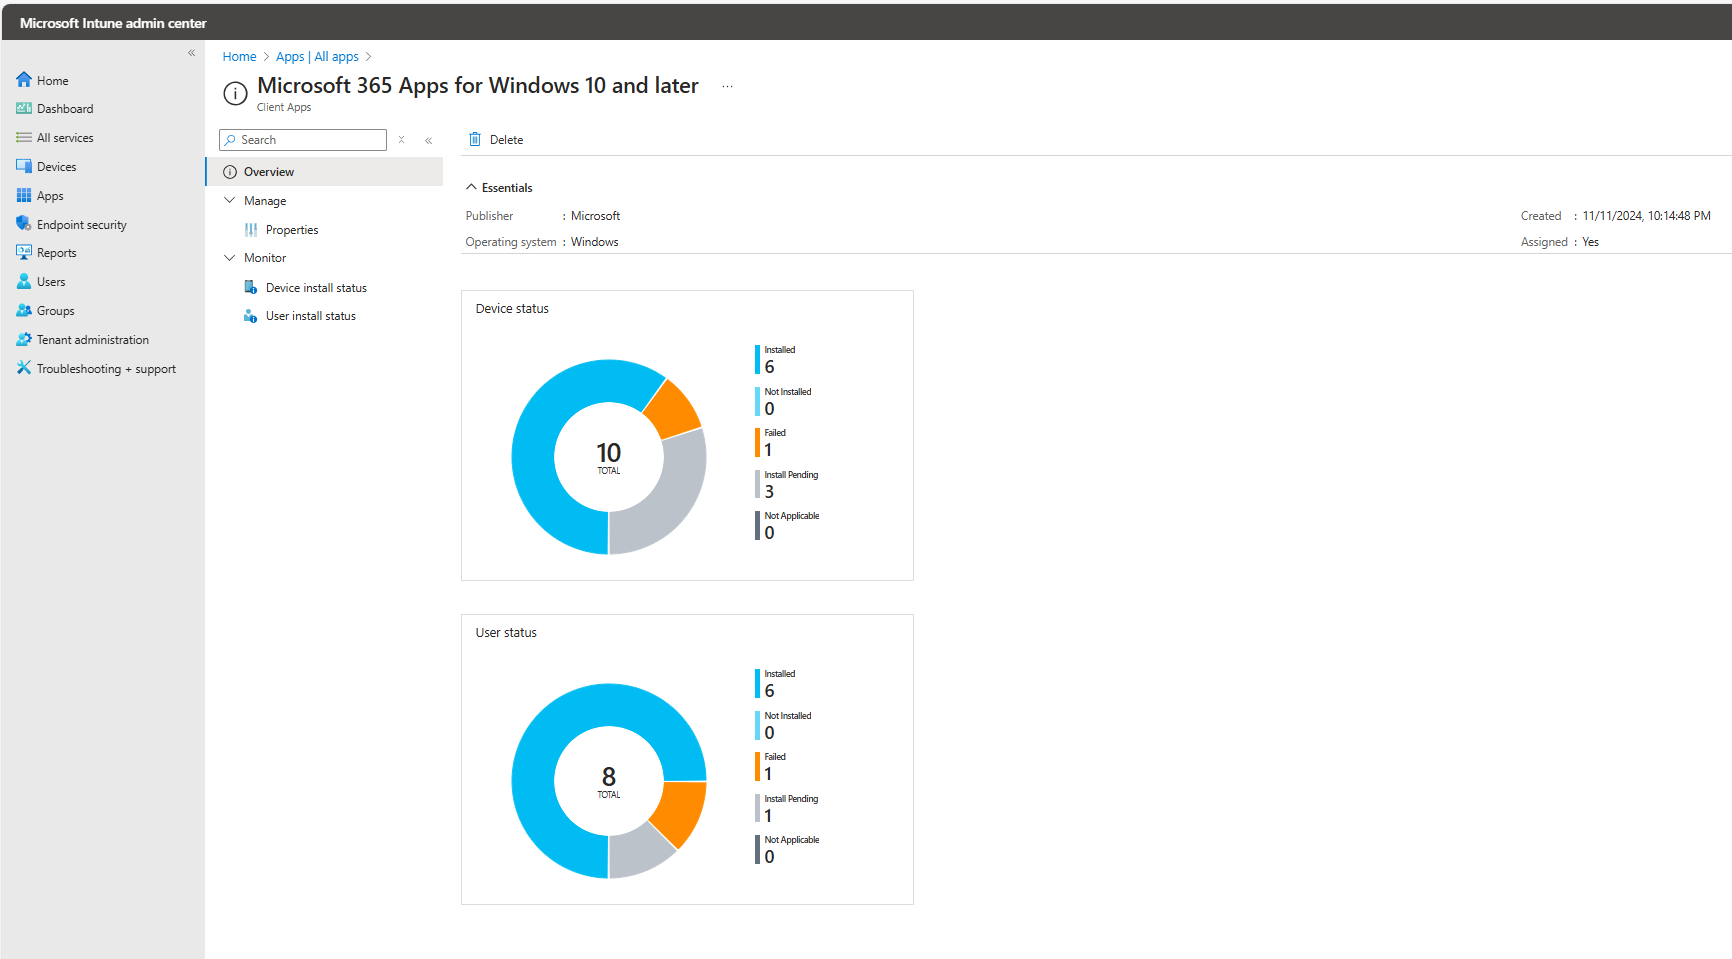 Microsoft Intune admin center
«
Home
Dashboard
All services
Devices
Apps
Endpoint security
Reports
Users
Groups
Tenant administration
Troubleshooting + support
Home > Apps | All apps >
Microsoft 365 Apps for Windows 10 and later ...
Client Apps
Search
«
Overview
Manage
Properties
Monitor
Device install status
User install status
Delete
Essentials
Publisher : Microsoft
Operating system : Windows
Created : 11/11/2024, 10:14:48 PM
Assigned : Yes
Device status
10
TOTAL
Installed
6
Not Installed
0
Failed
1
Install Pending
3
Not Applicable
0
User status
8
TOTAL
Installed
6
Not Installed
0
Failed
1
Install Pending
1
Not Applicable
0